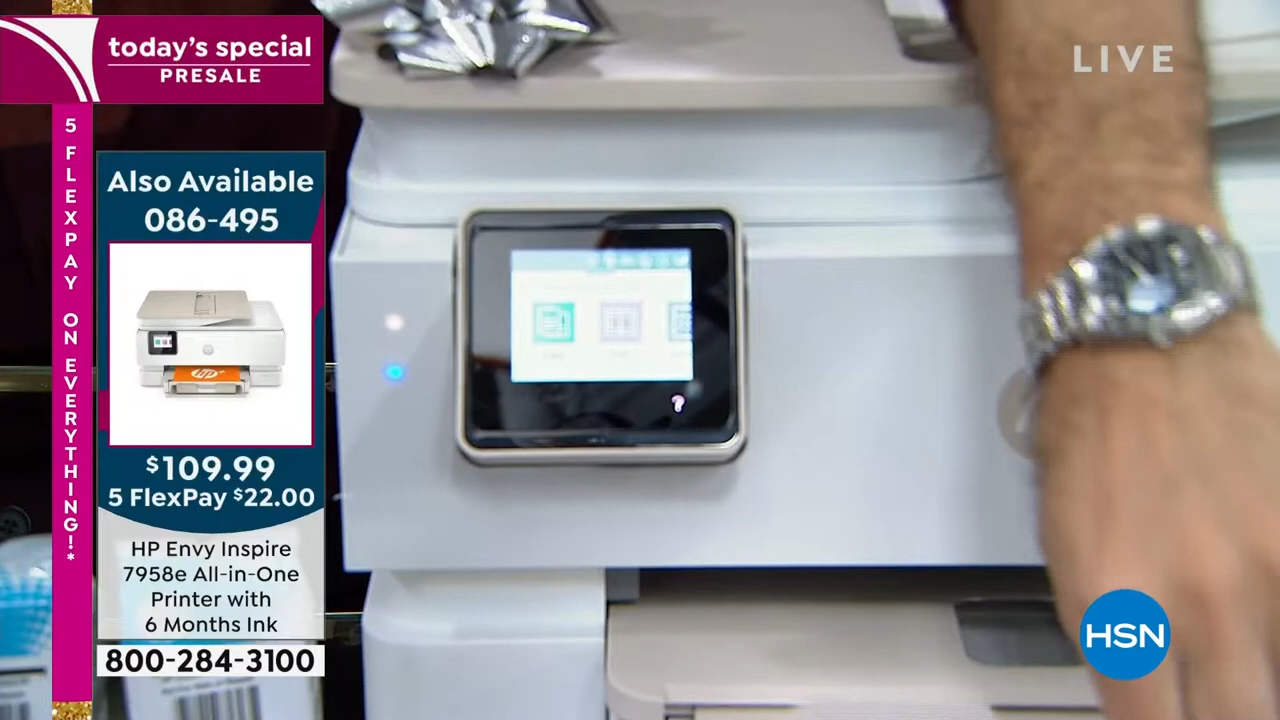 today's special
PRESALE
LIVE
5 FLEXPAY ON EVERYTHING!*
Also Available
086-495
hp
$109.99
5 FlexPay $22.00
HP Envy Inspire
7958e All-in-One
Printer with
6 Months Ink
800-284-3100
?
HSN